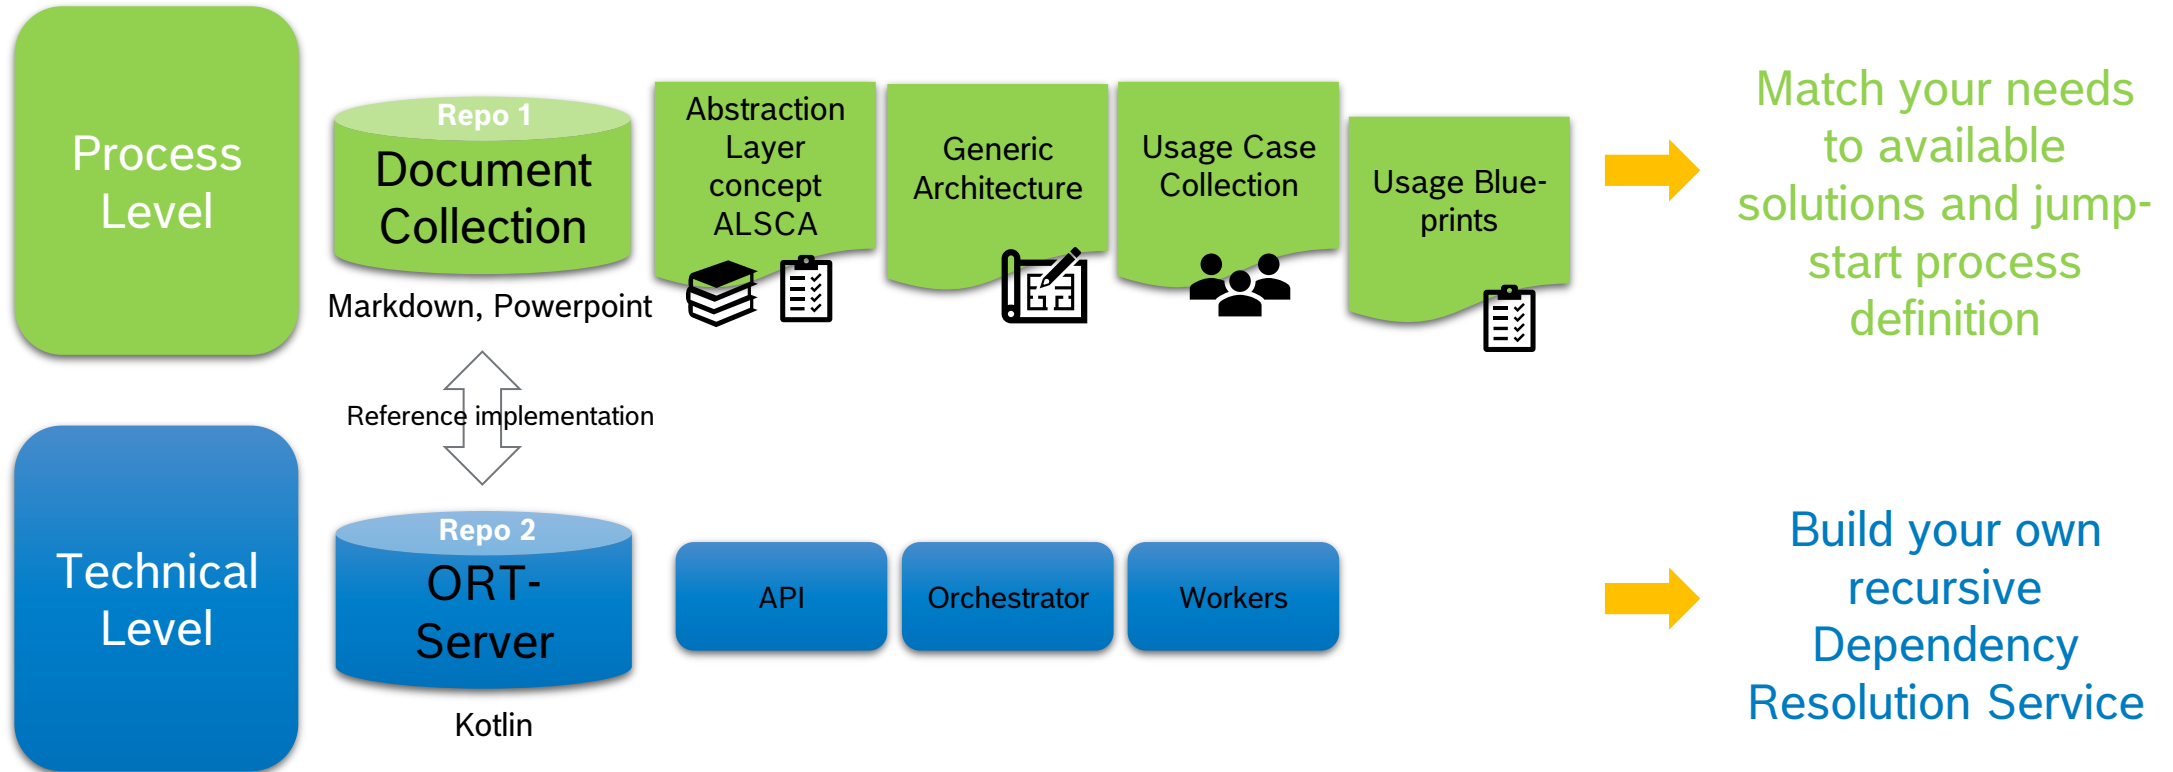 Process
Level
Repo 1
Document
Collection
Markdown, Powerpoint
Abstraction
Layer
concept
ALSCA
Generic
Architecture
Usage Case
Collection
Usage Blue-
prints
Match your needs
to available
solutions and jump-
start process
definition
Reference implementation
Technical
Level
Repo 2
ORT-
Server
Kotlin
API
Orchestrator
Workers
Build your own
recursive
Dependency
Resolution Service